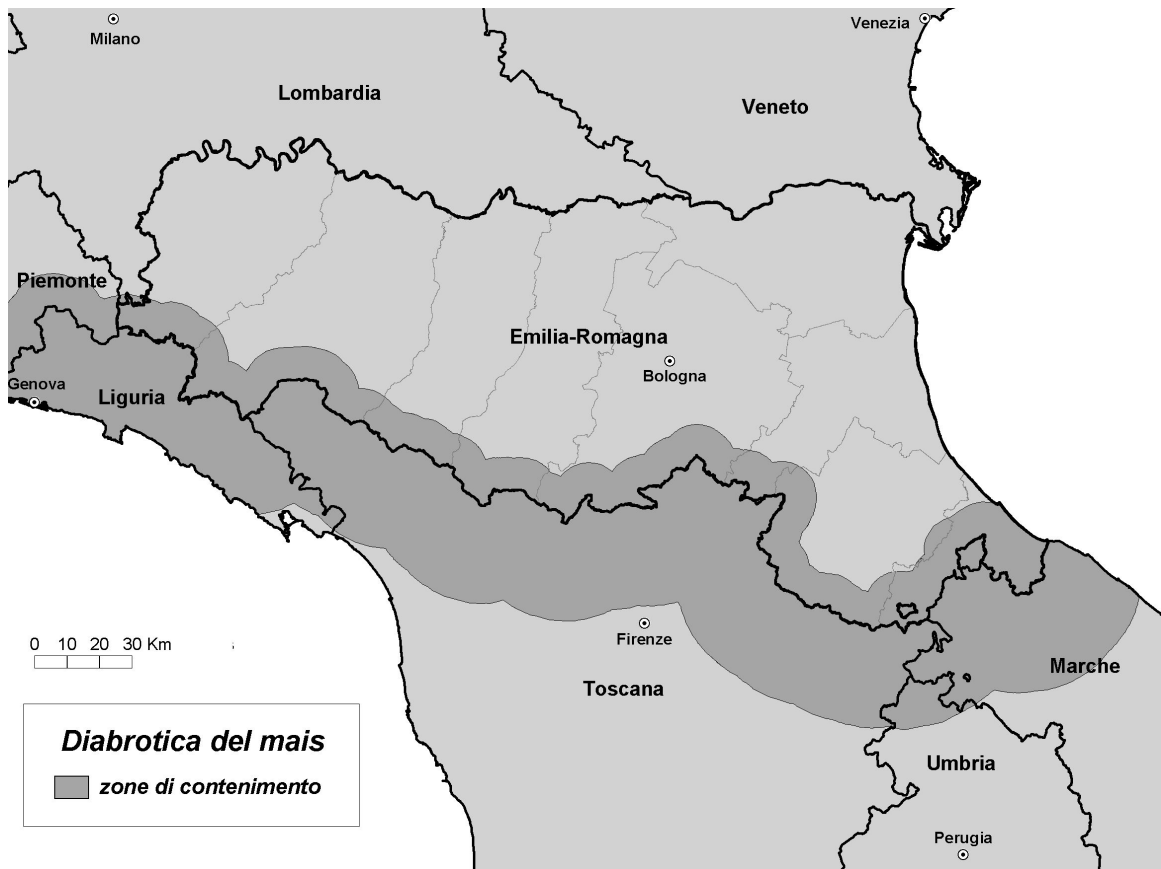 Milano
Venezia
Lombardia
Veneto
Piemonte
Emilia-Romagna
Bologna
Genova
Liguria
Firenze
0 10 20 30 Km
Toscana
Marche
Umbria
Perugia
Diabrotica del mais
zone di contenimento